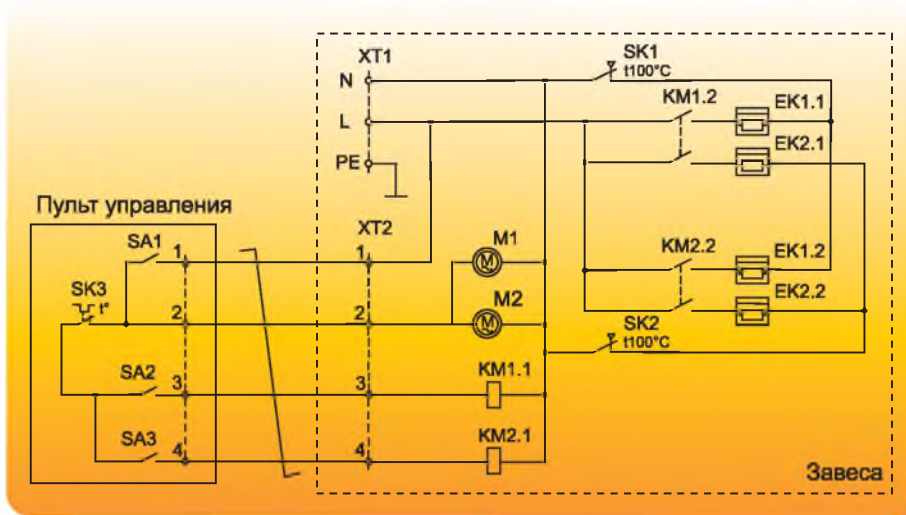 XT1
N
L
PE
SK1
t100°C
KM1.2
EK1.1
EK2.1
Пульт управления
SA1
1
SK3
t°
2
SA2
3
SA3
4
XT2
1
2
3
4
M1
M
M2
M
KM1.1
KM2.1
KM2.2
EK1.2
EK2.2
SK2
t100°C
Завеса